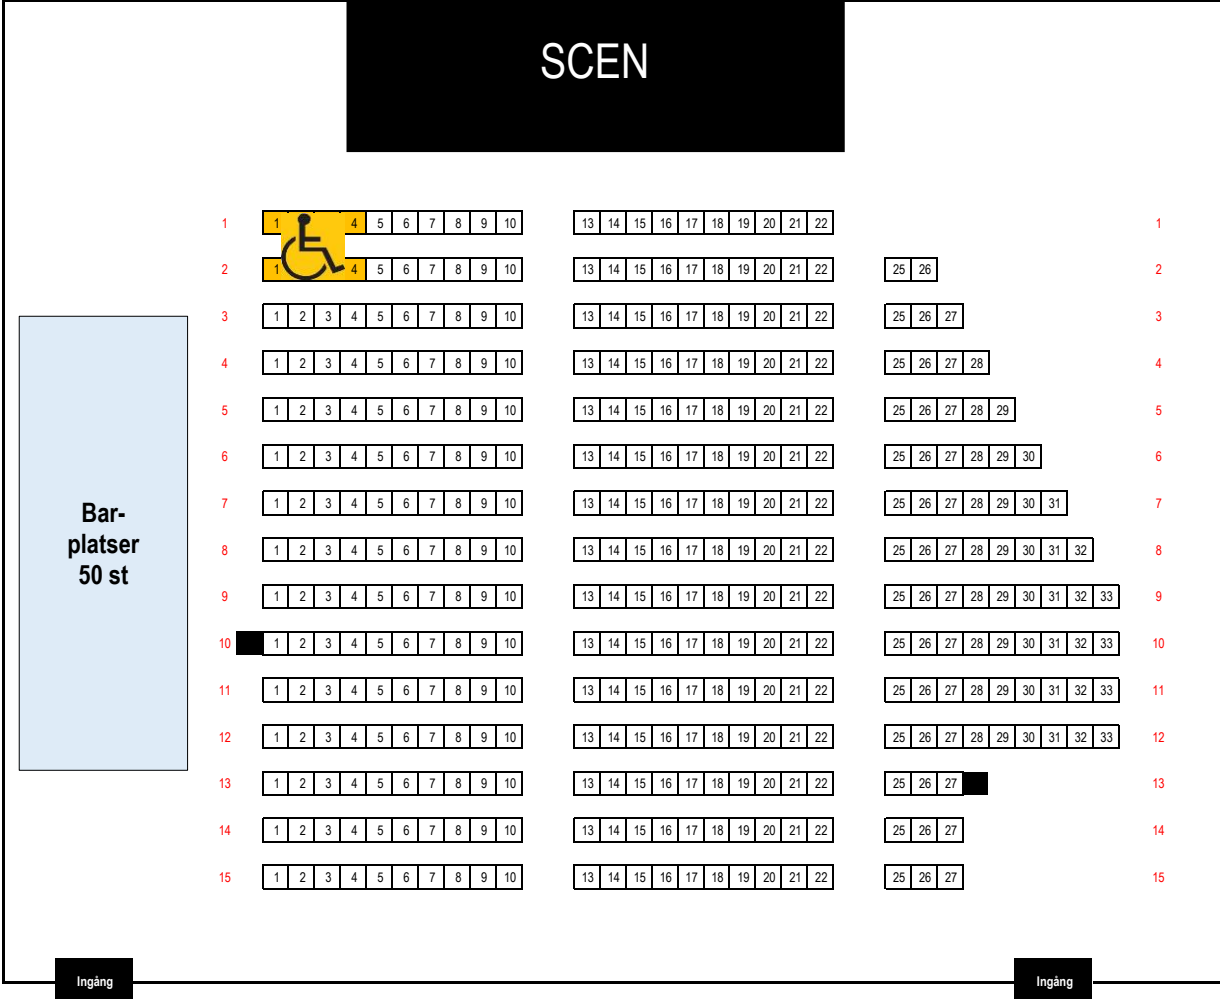 SCEN
1 1 4 5 6 7 8 9 10 13 14 15 16 17 18 19 20 21 22 1
2 1 4 5 6 7 8 9 10 13 14 15 16 17 18 19 20 21 22 25 26 2
3 1 2 3 4 5 6 7 8 9 10 13 14 15 16 17 18 19 20 21 22 25 26 27 3
4 1 2 3 4 5 6 7 8 9 10 13 14 15 16 17 18 19 20 21 22 25 26 27 28 4
5 1 2 3 4 5 6 7 8 9 10 13 14 15 16 17 18 19 20 21 22 25 26 27 28 29 5
6 1 2 3 4 5 6 7 8 9 10 13 14 15 16 17 18 19 20 21 22 25 26 27 28 29 30 6
7 1 2 3 4 5 6 7 8 9 10 13 14 15 16 17 18 19 20 21 22 25 26 27 28 29 30 31 7
8 1 2 3 4 5 6 7 8 9 10 13 14 15 16 17 18 19 20 21 22 25 26 27 28 29 30 31 32 8
9 1 2 3 4 5 6 7 8 9 10 13 14 15 16 17 18 19 20 21 22 25 26 27 28 29 30 31 32 33 9
10 1 2 3 4 5 6 7 8 9 10 13 14 15 16 17 18 19 20 21 22 25 26 27 28 29 30 31 32 33 10
11 1 2 3 4 5 6 7 8 9 10 13 14 15 16 17 18 19 20 21 22 25 26 27 28 29 30 31 32 33 11
12 1 2 3 4 5 6 7 8 9 10 13 14 15 16 17 18 19 20 21 22 25 26 27 28 29 30 31 32 33 12
13 1 2 3 4 5 6 7 8 9 10 13 14 15 16 17 18 19 20 21 22 25 26 27 13
14 1 2 3 4 5 6 7 8 9 10 13 14 15 16 17 18 19 20 21 22 25 26 27 14
15 1 2 3 4 5 6 7 8 9 10 13 14 15 16 17 18 19 20 21 22 25 26 27 15
Bar-
platser
50 st
Ingång
Ingång